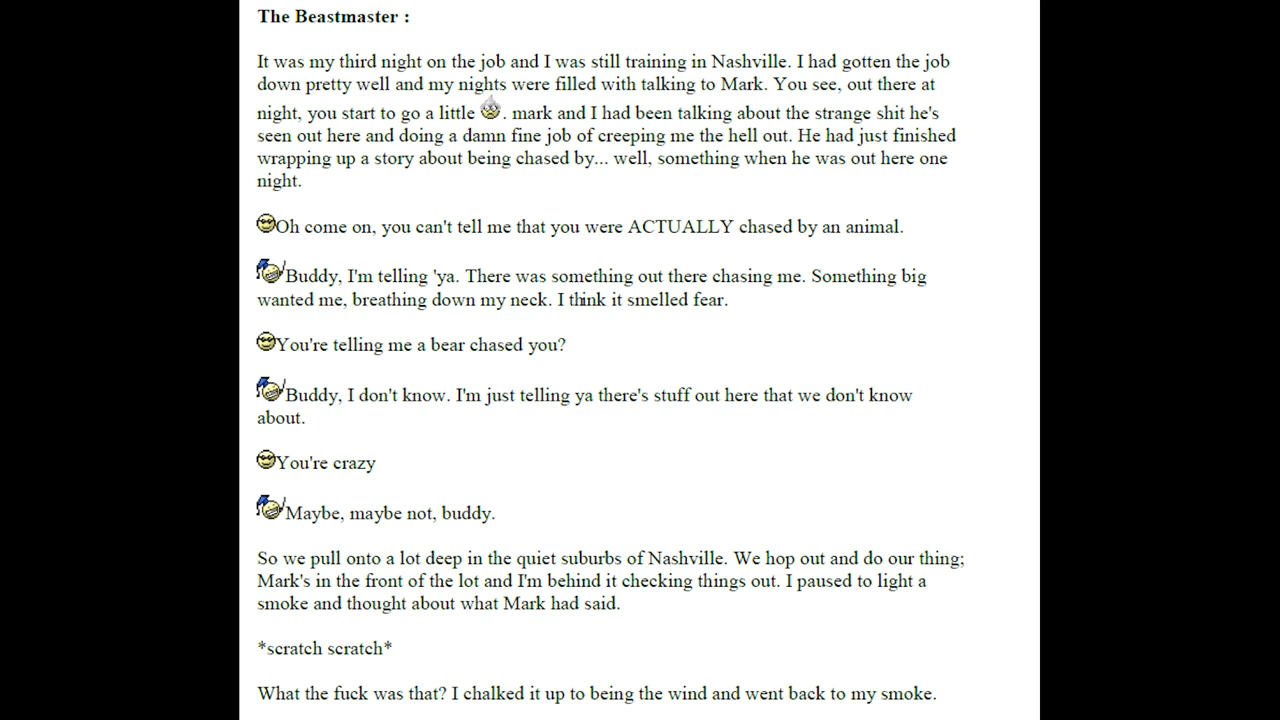 The Beastmaster :
It was my third night on the job and I was still training in Nashville. I had gotten the job
down pretty well and my nights were filled with talking to Mark. You see, out there at
night, you start to go a little . mark and I had been talking about the strange shit he's
seen out here and doing a damn fine job of creeping me the hell out. He had just finished
wrapping up a story about being chased by... well, something when he was out here one
night.
Oh come on, you can't tell me that you were ACTUALLY chased by an animal.
Buddy, I'm telling 'ya. There was something out there chasing me. Something big
wanted me, breathing down my neck. I think it smelled fear.
You're telling me a bear chased you?
Buddy, I don't know. I'm just telling ya there's stuff out here that we don't know
about.
You're crazy
Maybe, maybe not, buddy.
So we pull onto a lot deep in the quiet suburbs of Nashville. We hop out and do our thing;
Mark's in the front of the lot and I'm behind it checking things out. I paused to light a
smoke and thought about what Mark had said.
*scratch scratch*
What the fuck was that? I chalked it up to being the wind and went back to my smoke.